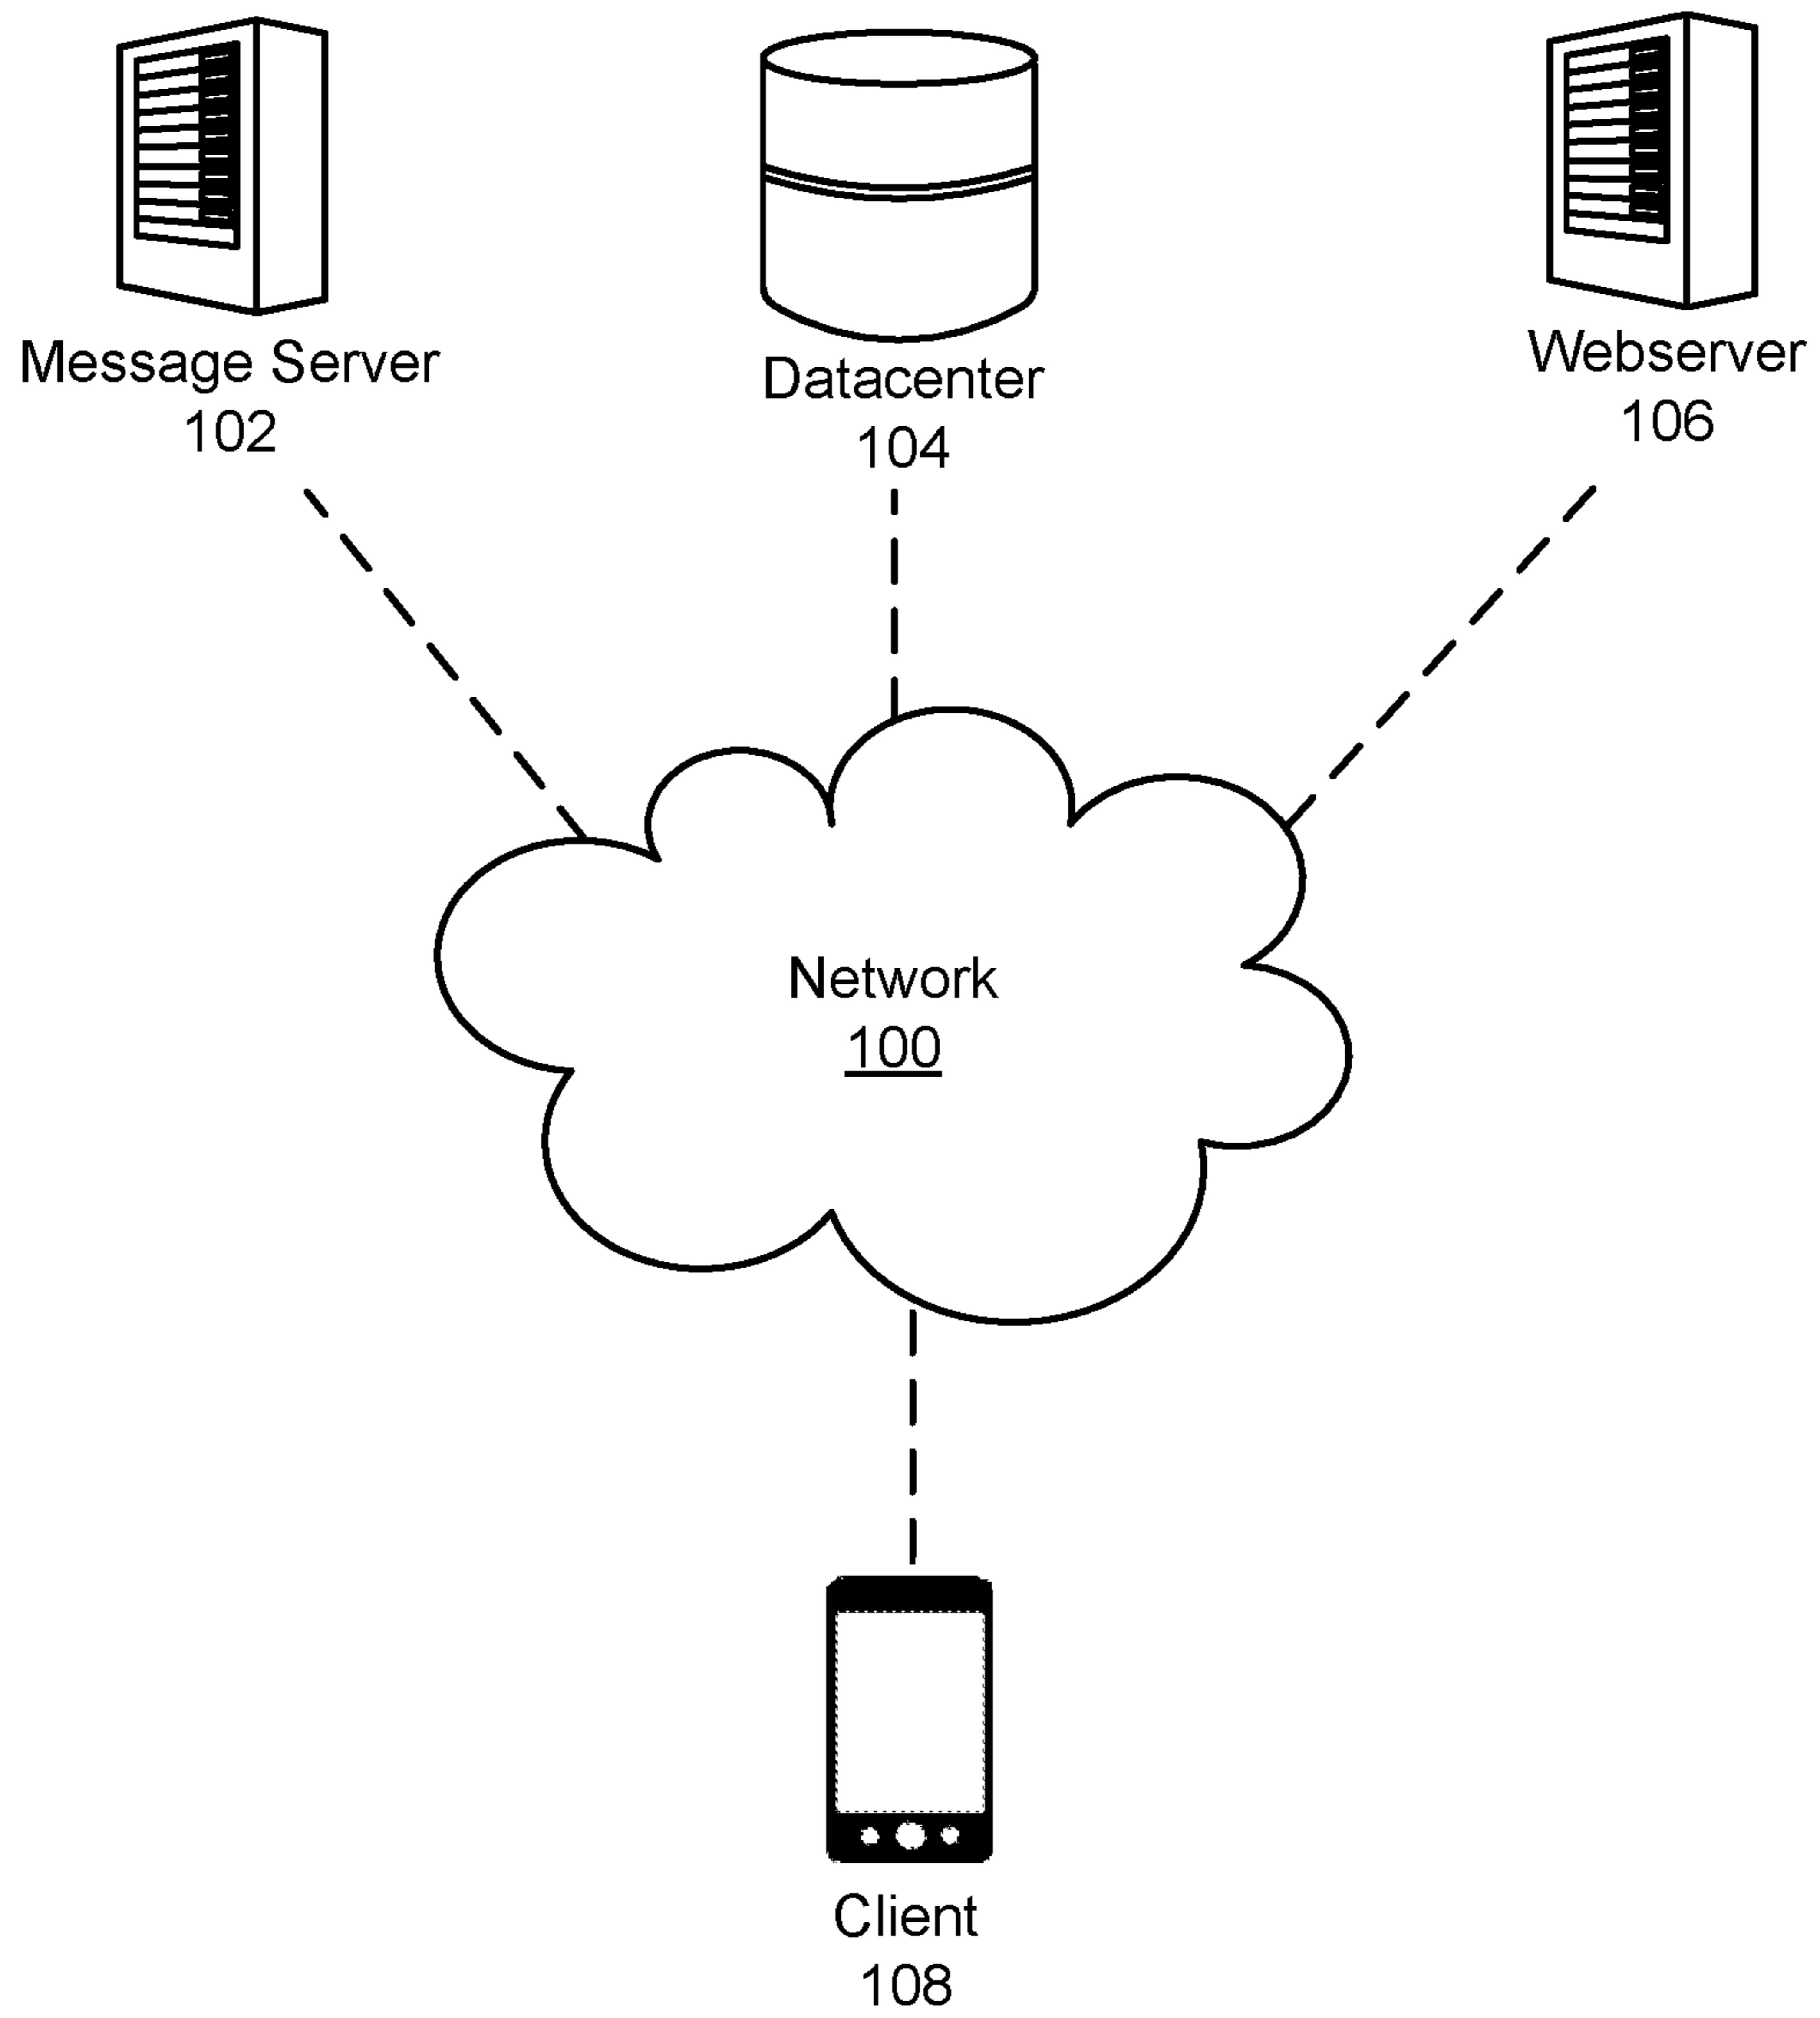 Message Server
102
Datacenter
104
Webserver
106
Network
100
Client
108